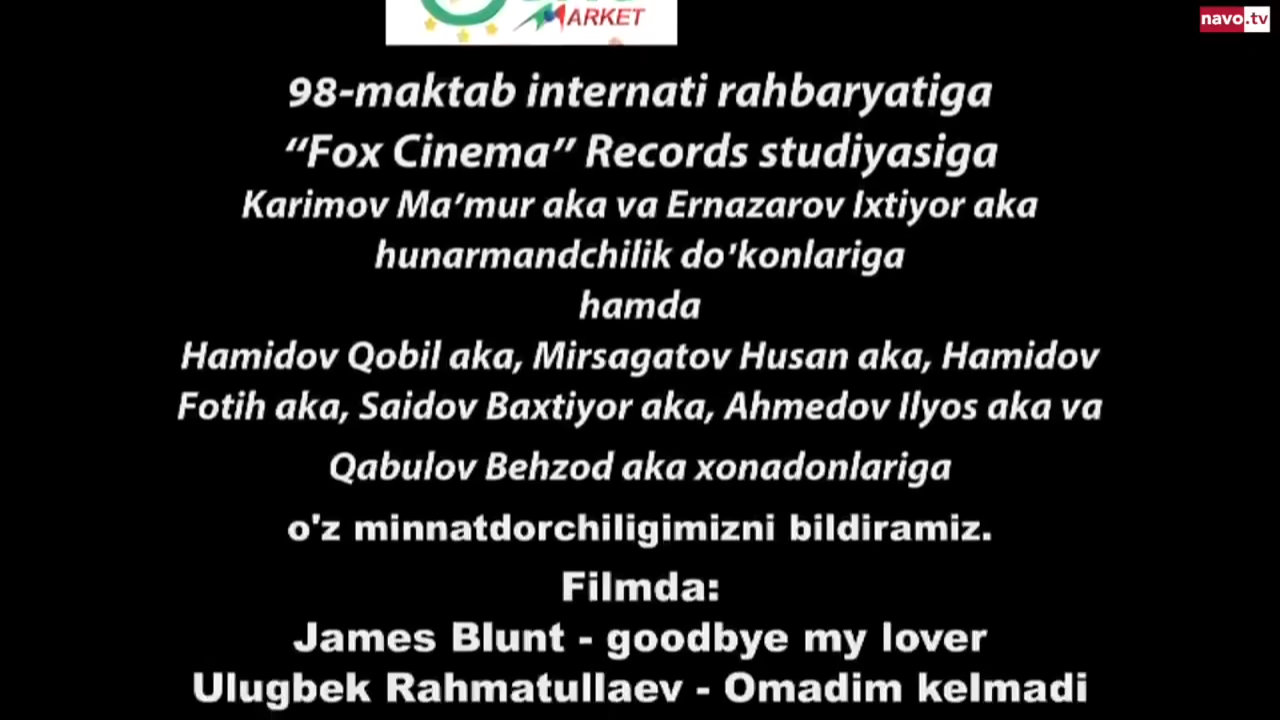 MARKET
navo.tv
98-maktab internati rahbaryatiga
“Fox Cinema” Records studiyasiga
Karimov Ma’mur aka va Ernazarov Ixtiyor aka
hunarmandchilik do'konlariga
hamda
Hamidov Qobil aka, Mirsagatov Husan aka, Hamidov
Fotih aka, Saidov Baxtiyor aka, Ahmedov Ilyos aka va
Qabulov Behzod aka xonadonlariga
o'z minnatdorchiligimizni bildiramiz.
Filmda:
James Blunt - goodbye my lover
Ulugbek Rahmatullaev - Omadim kelmadi